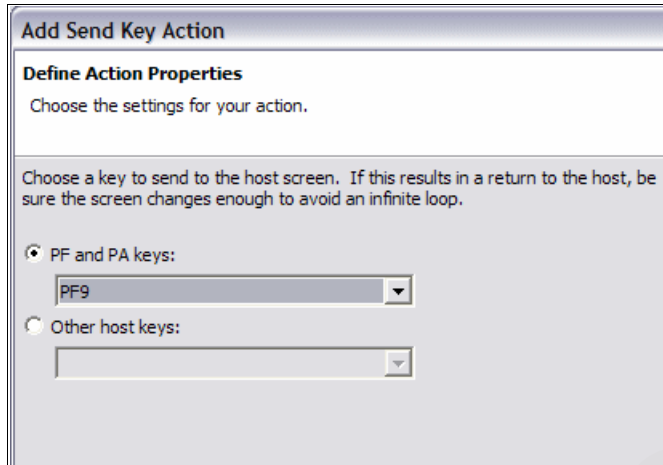 Add Send Key Action
Define Action Properties
Choose the settings for your action.
Choose a key to send to the host screen.  If this results in a return to the host, be
sure the screen changes enough to avoid an infinite loop.
PF and PA keys:
PF9
Other host keys: